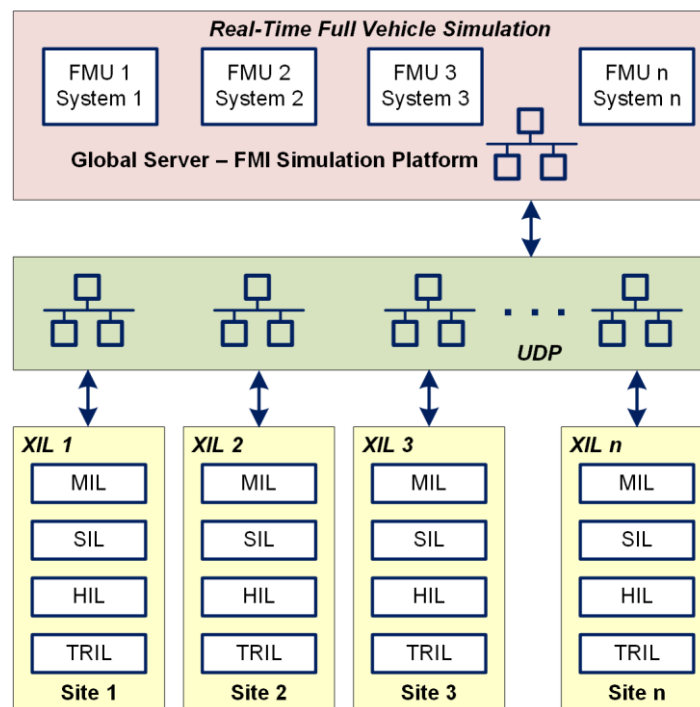 Real-Time Full Vehicle Simulation
FMU 1
System 1
FMU 2
System 2
FMU 3
System 3
FMU n
System n
Global Server – FMI Simulation Platform
. . .
UDP
XIL 1
MIL
SIL
HIL
TRIL
Site 1
XIL 2
MIL
SIL
HIL
TRIL
Site 2
XIL 3
MIL
SIL
HIL
TRIL
Site 3
XIL n
MIL
SIL
HIL
TRIL
Site n